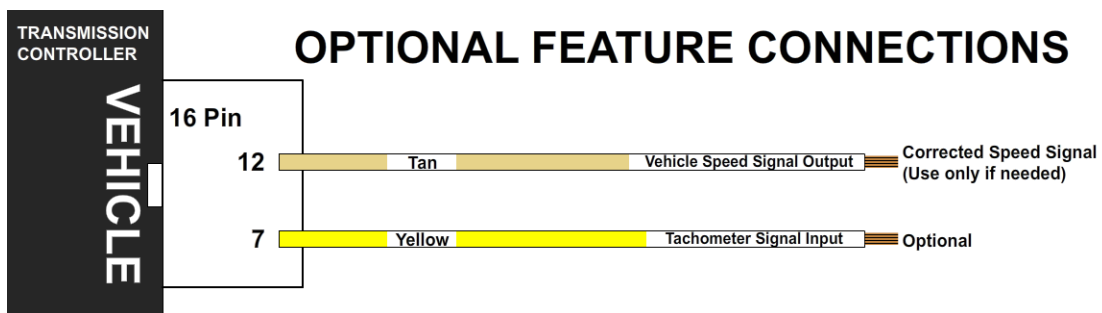 TRANSMISSION
CONTROLLER
OPTIONAL FEATURE CONNECTIONS
VEHICLE
16 Pin
12
Tan
Vehicle Speed Signal Output
Corrected Speed Signal
(Use only if needed)
7
Yellow
Tachometer Signal Input
Optional